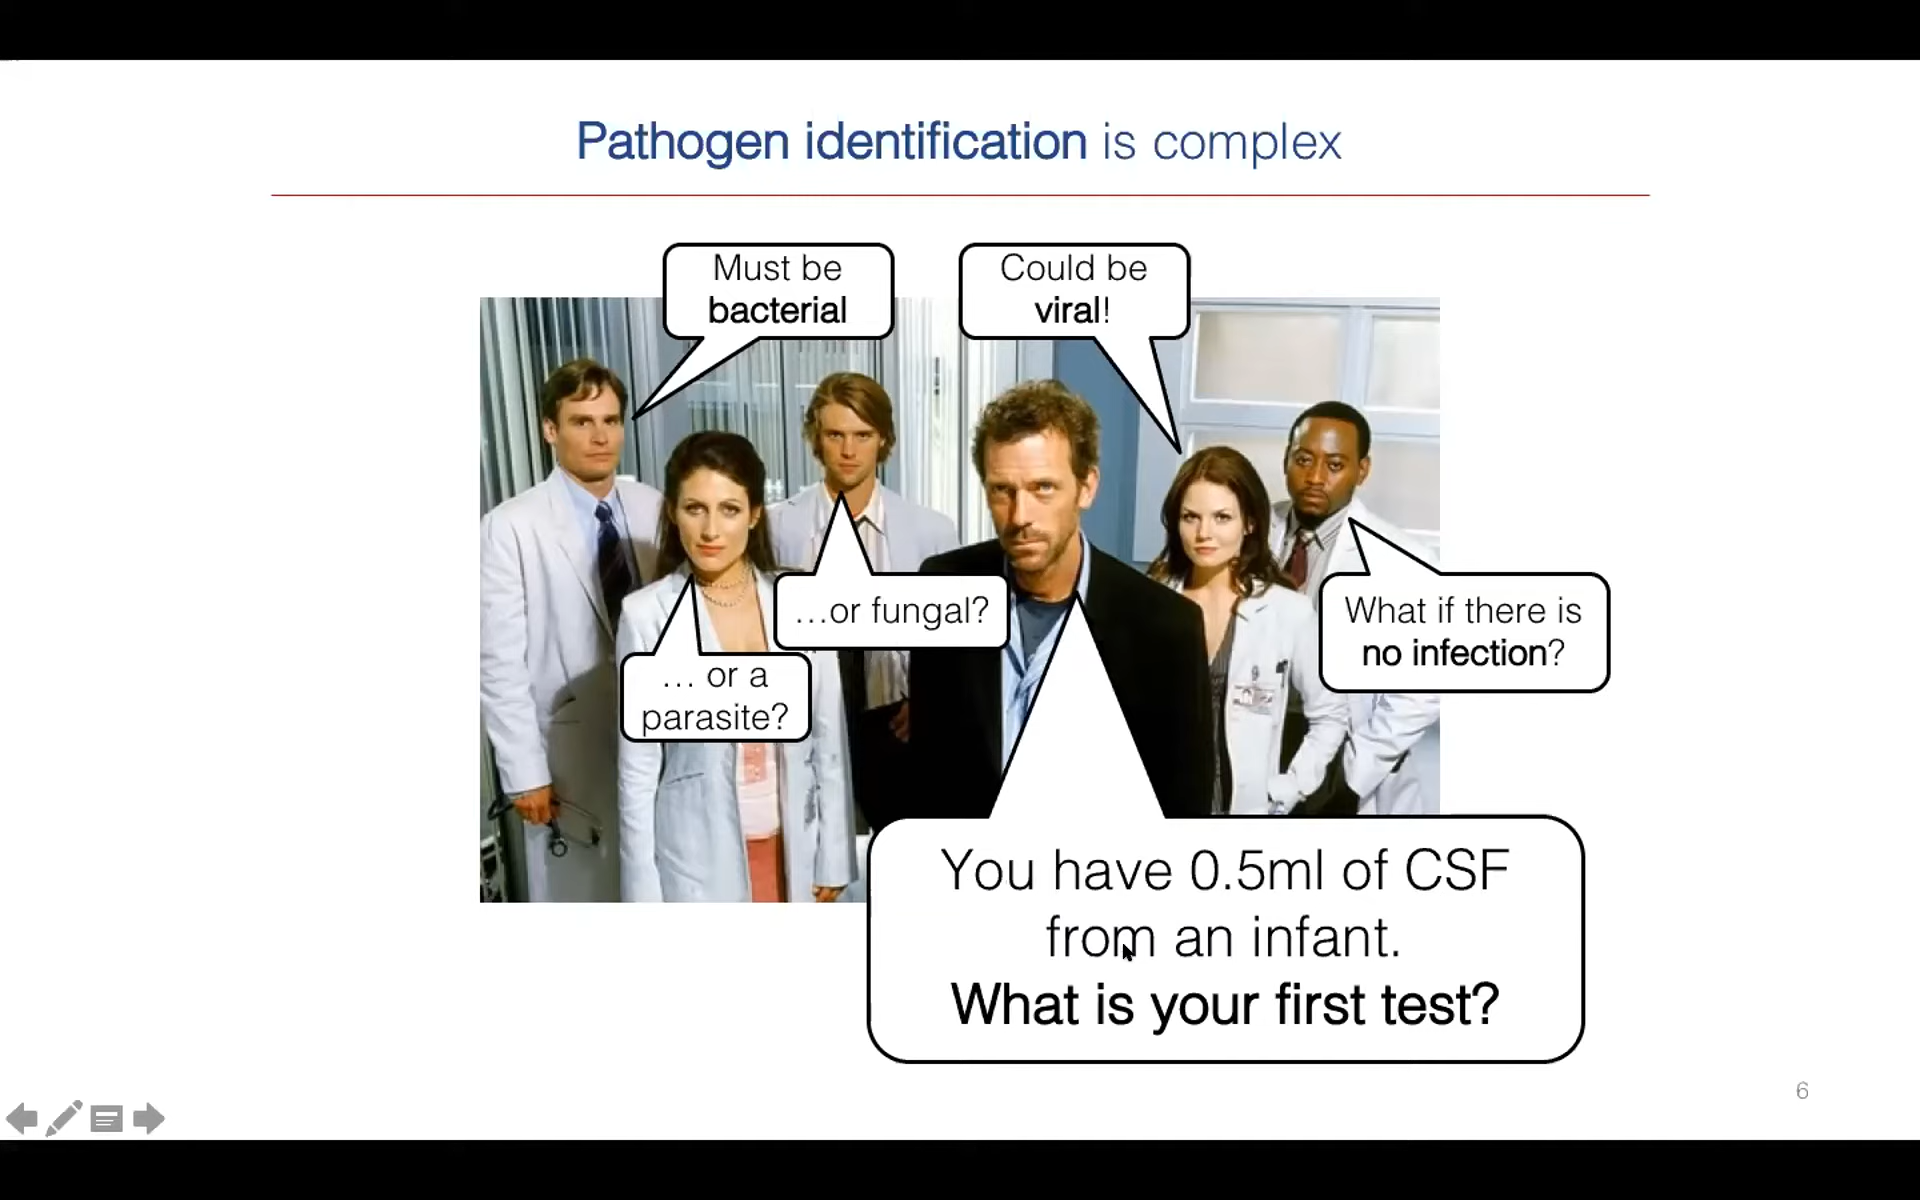 Pathogen identification is complex
Must be
bacterial
Could be
viral!
…or fungal?
What if there is
no infection?
… or a
parasite?
You have 0.5ml of CSF
from an infant.
What is your first test?
6